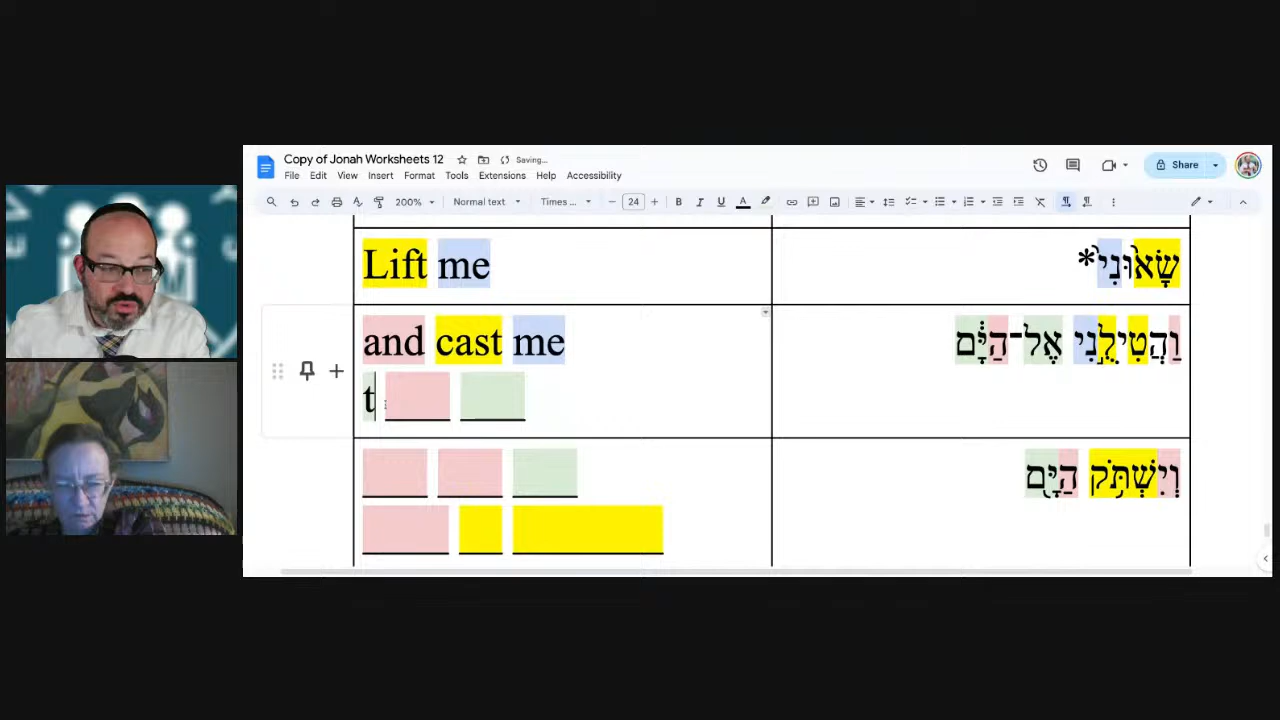 Copy of Jonah Worksheets 12
Saving...
File Edit View Insert Format Tools Extensions Help Accessibility
Share
200% Normal text Times ... 24
Lift me
שָׂא֙וּנִי֙*
and cast me
וַהֲטִילֻ֣נִי אֶל־הַיָּ֔ם
t
וְיִשְׁתֹּ֥ק הַיָּ֖ם